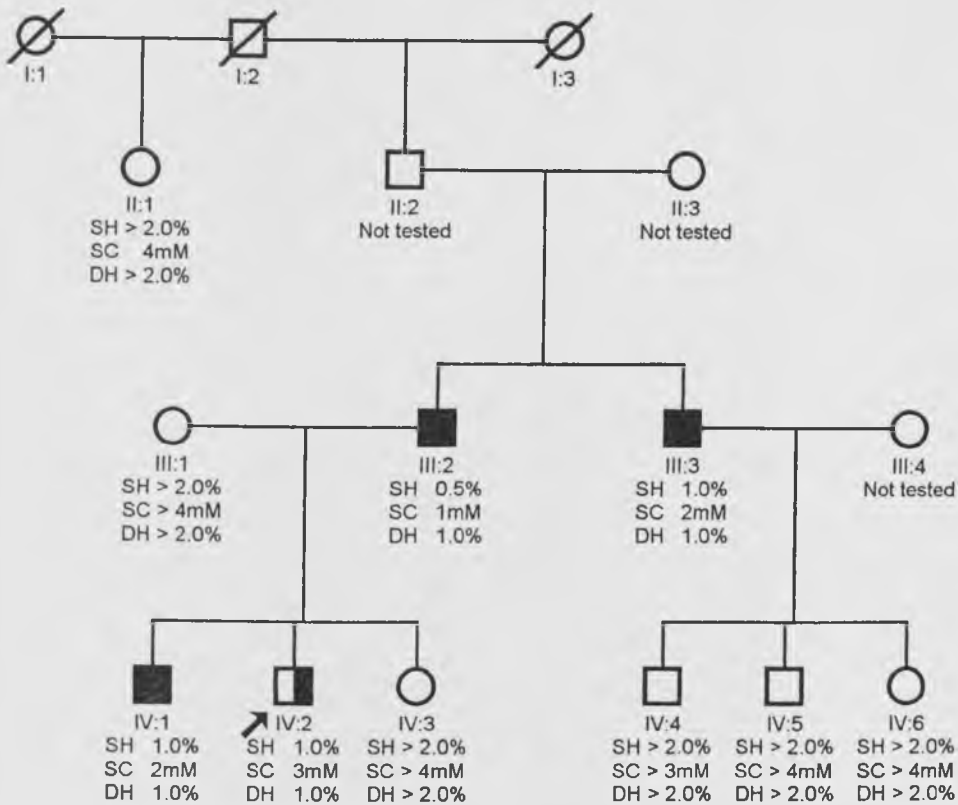 I:1
I:2
I:3
II:1
SH > 2.0%
SC 4mM
DH > 2.0%
II:2
Not tested
II:3
Not tested
III:1
SH > 2.0%
SC > 4mM
DH > 2.0%
III:2
SH 0.5%
SC 1mM
DH 1.0%
III:3
SH 1.0%
SC 2mM
DH 1.0%
III:4
Not tested
IV:1
SH 1.0%
SC 2mM
DH 1.0%
IV:2
SH 1.0%
SC 3mM
DH 1.0%
IV:3
SH > 2.0%
SC > 4mM
DH > 2.0%
IV:4
SH > 2.0%
SC > 3mM
DH > 2.0%
IV:5
SH > 2.0%
SC > 4mM
DH > 2.0%
IV:6
SH > 2.0%
SC > 4mM
DH > 2.0%